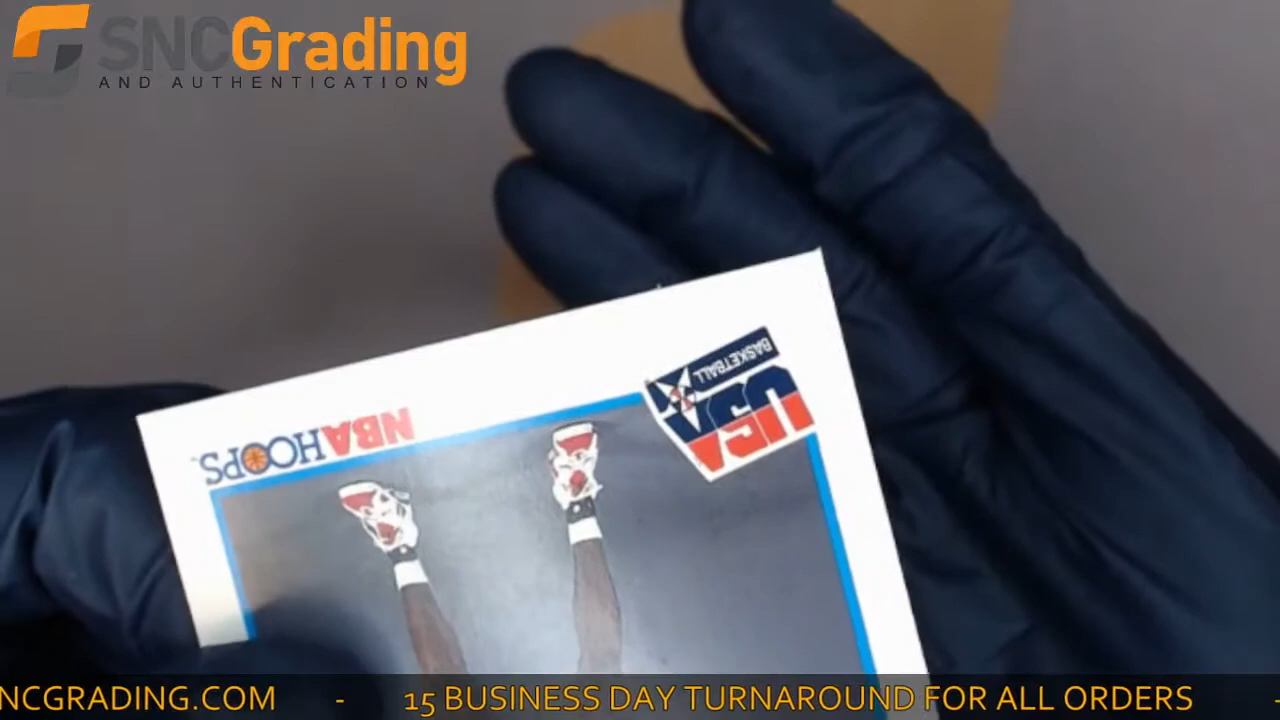 SNCGrading
AND AUTHENTICATION
BASKETBALL
USA
NBA HOOPS
NCGRADING.COM - 15 BUSINESS DAY TURNAROUND FOR ALL ORDERS